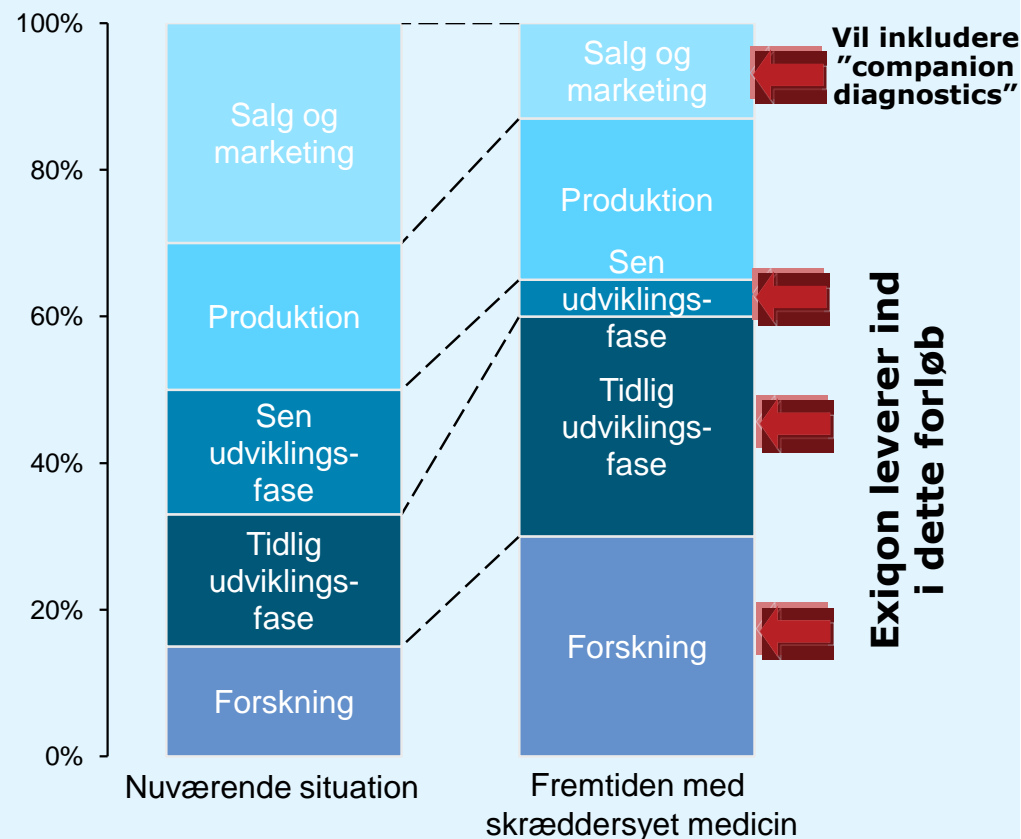 100%
80%
60%
40%
20%
0%
Salg og
marketing
Produktion
Sen
udviklings-
fase
Tidlig
udviklings-
fase
Forskning
Nuværende situation
Salg og
marketing
Produktion
Sen
udviklings-
fase
Tidlig
udviklings-
fase
Forskning
Fremtiden med
skræddersyet medicin
Vil inkludere
”companion
diagnostics”
Exiqon leverer ind
i dette forløb